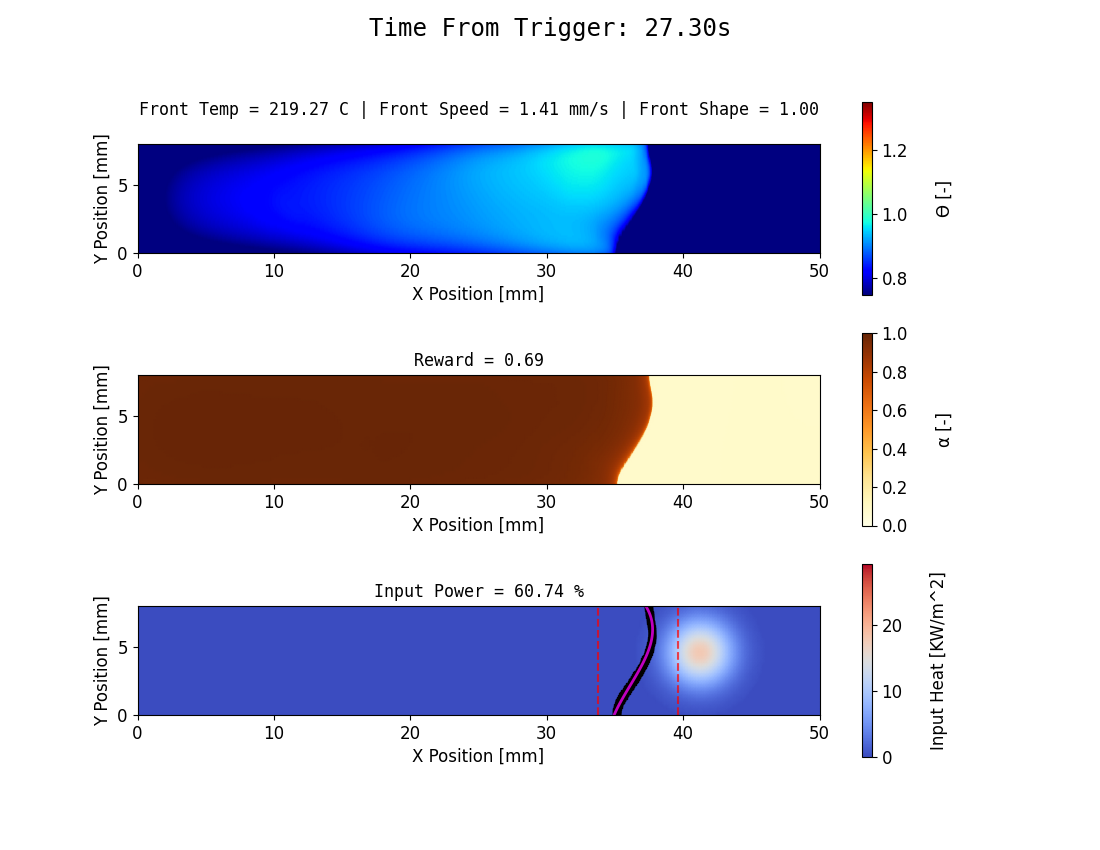 Time From Trigger: 27.30s
Front Temp = 219.27 C | Front Speed = 1.41 mm/s | Front Shape = 1.00
Y Position [mm]
5
0
0 10 20 30 40 50
X Position [mm]
1.2
1.0
0.8
Θ [-]
Reward = 0.69
Y Position [mm]
5
0
0 10 20 30 40 50
X Position [mm]
1.0
0.8
0.6
0.4
0.2
0.0
α [-]
Input Power = 60.74 %
Y Position [mm]
5
0
0 10 20 30 40 50
X Position [mm]
20
10
0
Input Heat [KW/m^2]